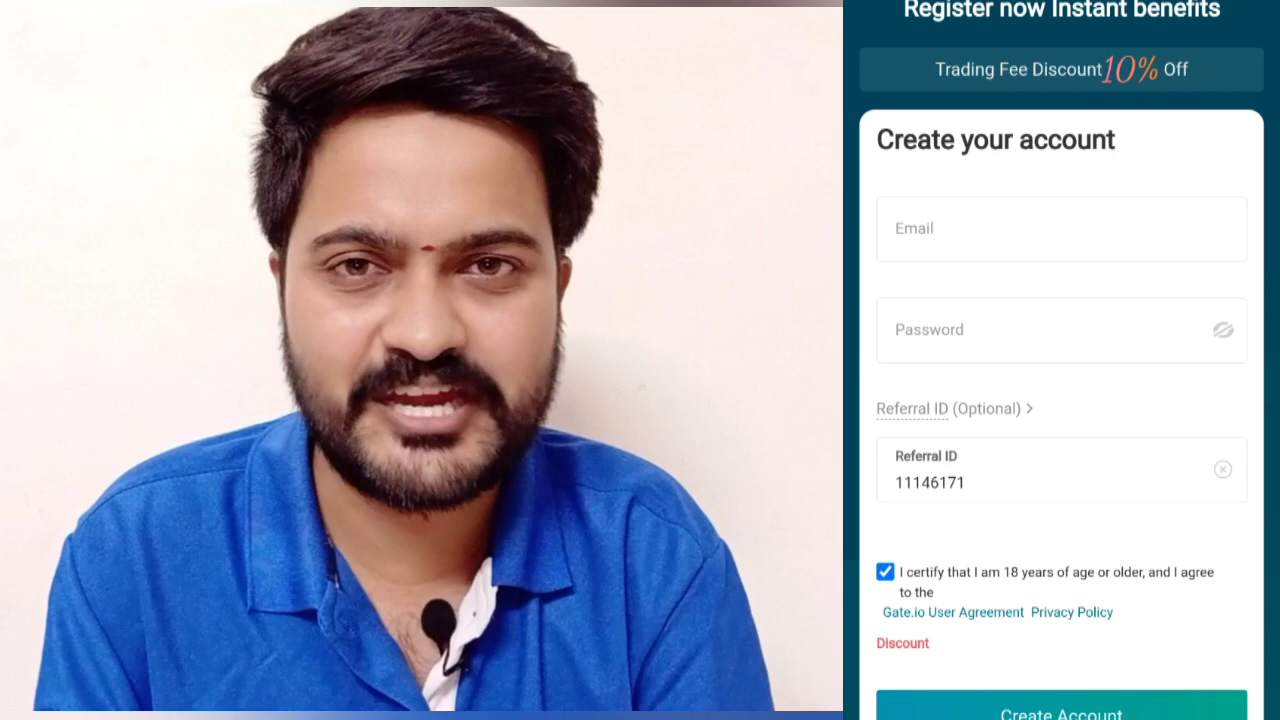 Register now Instant benefits
Trading Fee Discount 10% Off
Create your account
Email
Password
Referral ID (Optional) >
Referral ID
11146171
I certify that I am 18 years of age or older, and I agree
to the
Gate.io User Agreement Privacy Policy
Discount
Create Account